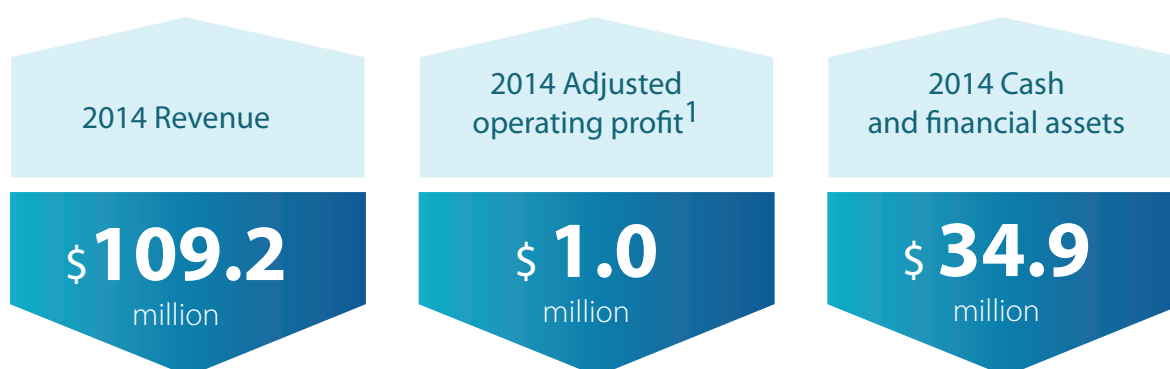 2014 Revenue
$ 109.2
million
2014 Adjusted
operating profit1
$ 1.0
million
2014 Cash
and financial assets
$ 34.9
million